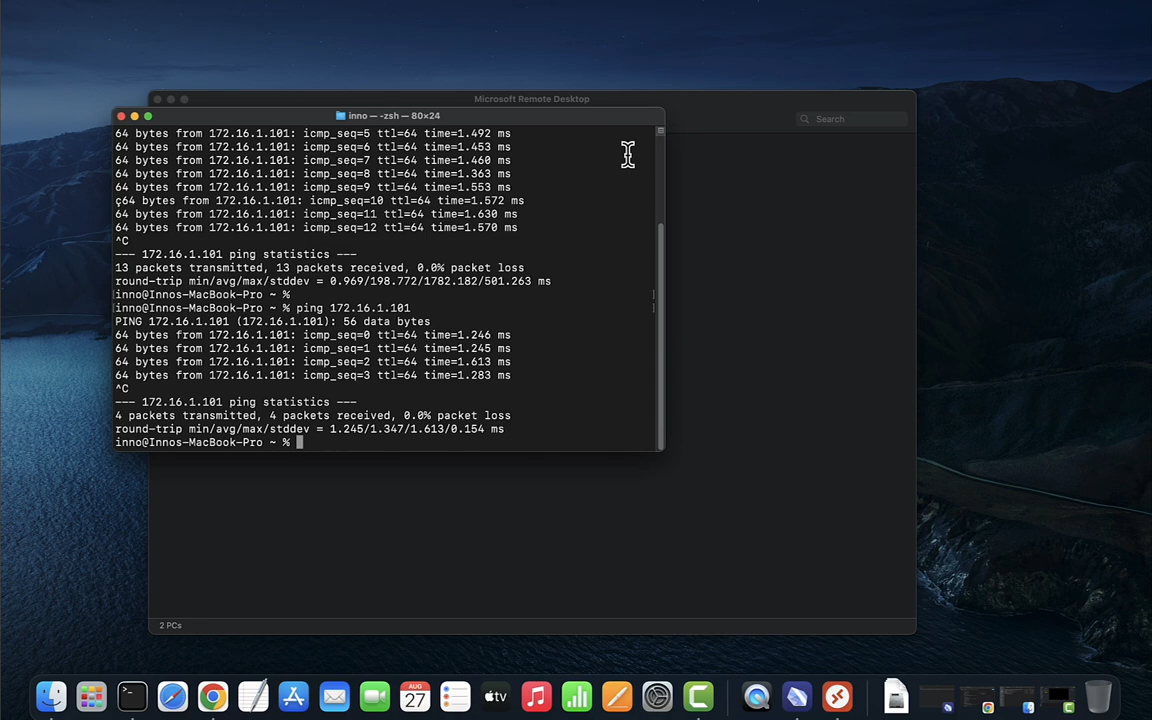 Microsoft Remote Desktop
Search
inno — -zsh — 80×24
64 bytes from 172.16.1.101: icmp_seq=5 ttl=64 time=1.492 ms
64 bytes from 172.16.1.101: icmp_seq=6 ttl=64 time=1.453 ms
64 bytes from 172.16.1.101: icmp_seq=7 ttl=64 time=1.460 ms
64 bytes from 172.16.1.101: icmp_seq=8 ttl=64 time=1.363 ms
64 bytes from 172.16.1.101: icmp_seq=9 ttl=64 time=1.553 ms
ç64 bytes from 172.16.1.101: icmp_seq=10 ttl=64 time=1.572 ms
64 bytes from 172.16.1.101: icmp_seq=11 ttl=64 time=1.630 ms
64 bytes from 172.16.1.101: icmp_seq=12 ttl=64 time=1.570 ms
^C
--- 172.16.1.101 ping statistics ---
13 packets transmitted, 13 packets received, 0.0% packet loss
round-trip min/avg/max/stddev = 0.969/198.772/1782.182/501.263 ms
[inno@Innos-MacBook-Pro ~ % ]
[inno@Innos-MacBook-Pro ~ % ping 172.16.1.101 ]
PING 172.16.1.101 (172.16.1.101): 56 data bytes
64 bytes from 172.16.1.101: icmp_seq=0 ttl=64 time=1.246 ms
64 bytes from 172.16.1.101: icmp_seq=1 ttl=64 time=1.245 ms
64 bytes from 172.16.1.101: icmp_seq=2 ttl=64 time=1.613 ms
64 bytes from 172.16.1.101: icmp_seq=3 ttl=64 time=1.283 ms
^C
--- 172.16.1.101 ping statistics ---
4 packets transmitted, 4 packets received, 0.0% packet loss
round-trip min/avg/max/stddev = 1.245/1.347/1.613/0.154 ms
inno@Innos-MacBook-Pro ~ %
2 PCs
AUG
27
tv